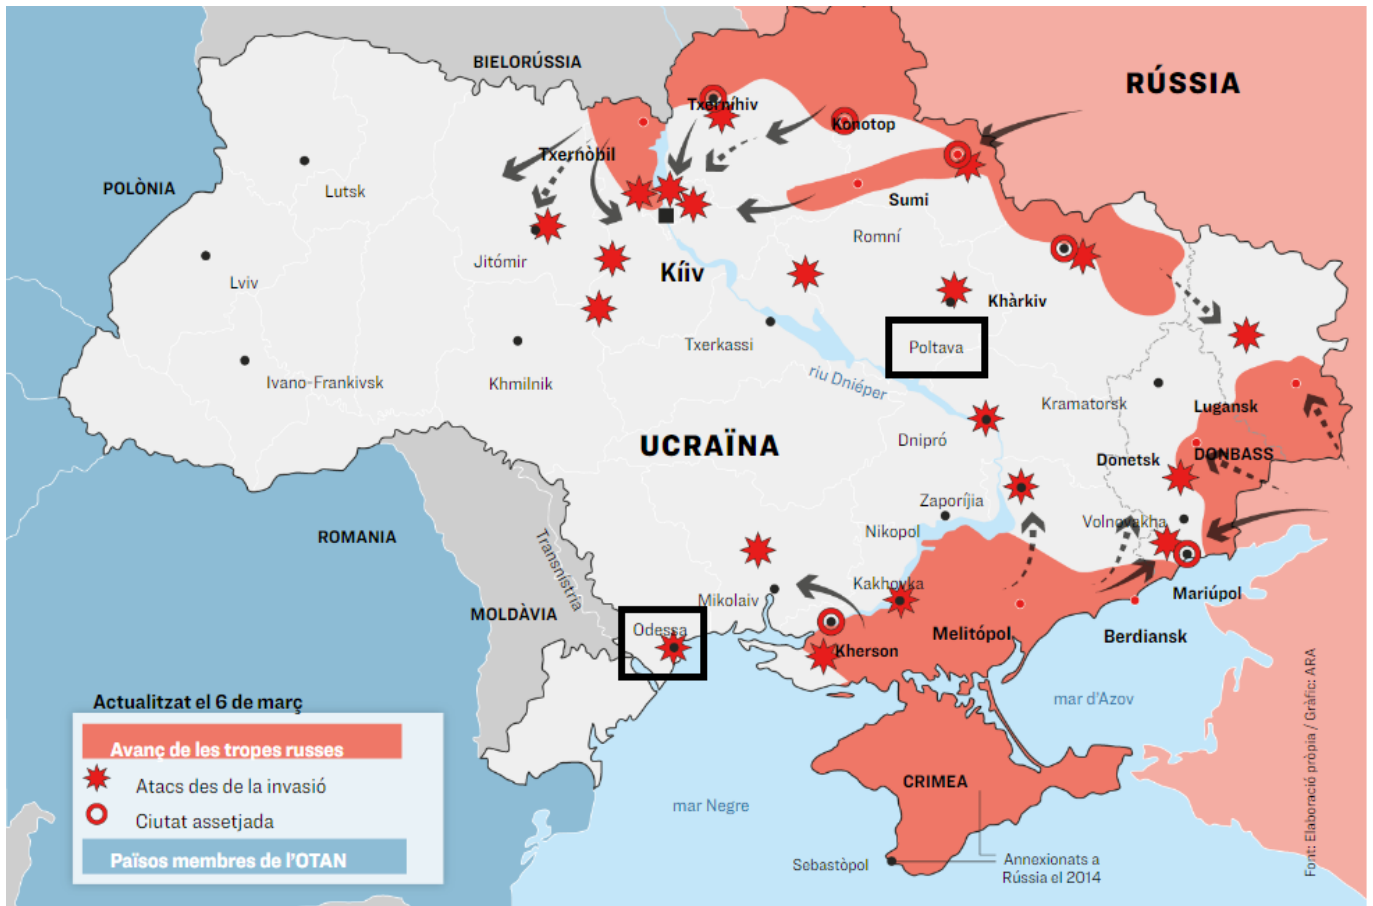 BIELORÚSSIA
RÚSSIA
Txerníhiv
Konotop
Txernòbil
POLÒNIA
Lutsk
Sumi
Romní
Jitómir
Kíiv
Lviv
Khàrkiv
Txerkassi
Poltava
riu Dniéper
Ivano-Frankivsk
Khmilnik
Kramatorsk
Lugansk
UCRAÏNA
Dnipró
Donetsk
DONBASS
Zaporíjia
Volnovakha
Nikopol
ROMANIA
Transnístria
Kakhovka
Mikolaiv
Mariúpol
MOLDÀVIA
Odessa
Melitópol
Berdiansk
Kherson
mar d'Azov
Actualitzat el 6 de març
Avanç de les tropes russes
Atacs des de la invasió
Ciutat assetjada
Països membres de l'OTAN
CRIMEA
mar Negre
Sebastòpol
Annexionats a
Rússia el 2014
Font: Elaboració pròpia / Gràfic: ARA